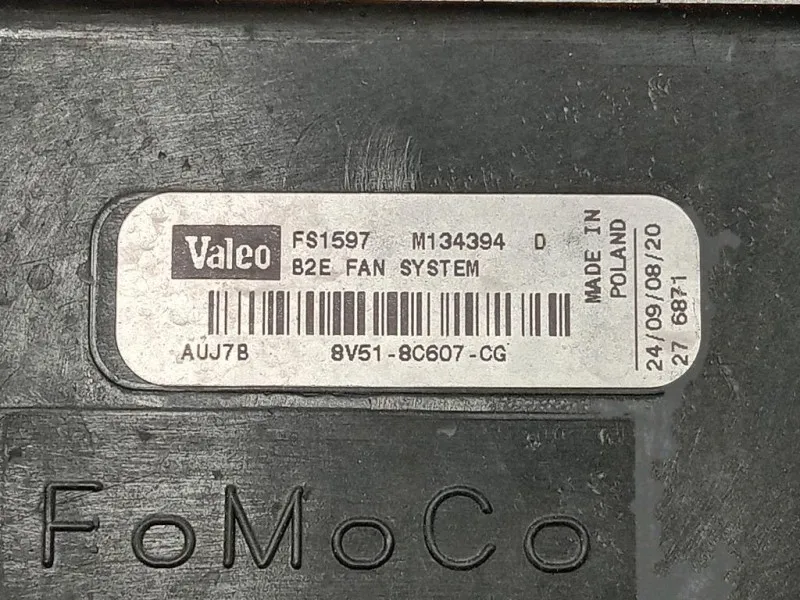 Valeo
FS1597 M134394 D
B2E FAN SYSTEM
AUJ7B 8V51-8C607-CG
MADE IN
POLAND
24/09/08/20
27 6871
FoMoCo